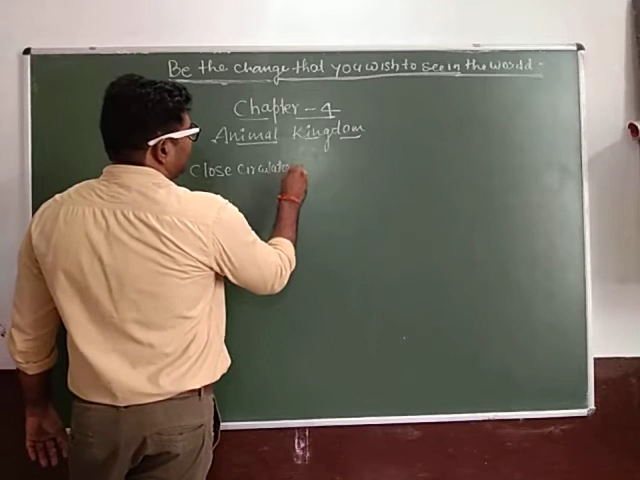 Be the change that you wish to see in the world.
Chapter - 4
Animal Kingdom
Close Circulato